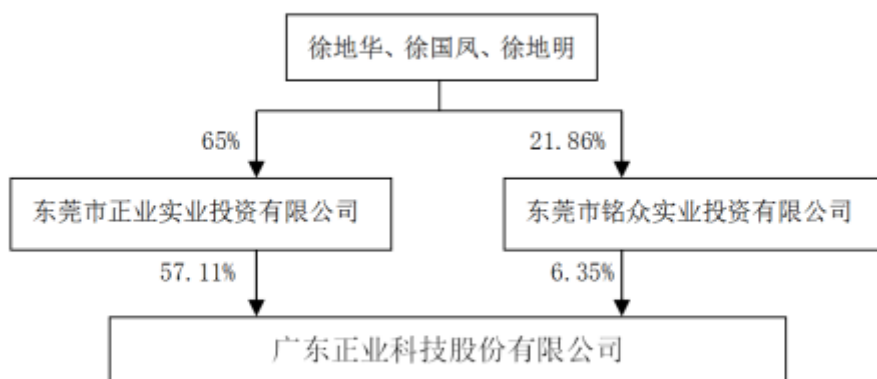 徐地华、徐国凤、徐地明
65%
21.86%
东莞市正业实业投资有限公司
东莞市铭众实业投资有限公司
57.11%
6.35%
广东正业科技股份有限公司